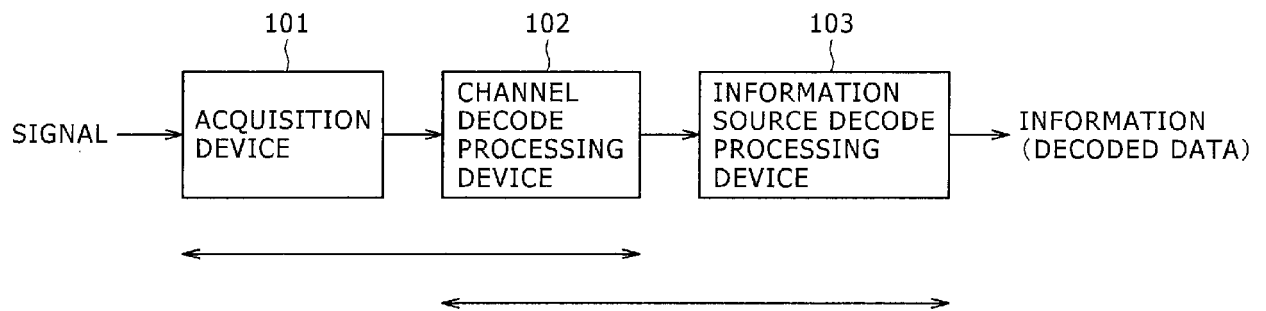 101
102
103
SIGNAL
ACQUISITION
DEVICE
CHANNEL
DECODE
PROCESSING
DEVICE
INFORMATION
SOURCE DECODE
PROCESSING
DEVICE
INFORMATION
(DECODED DATA)